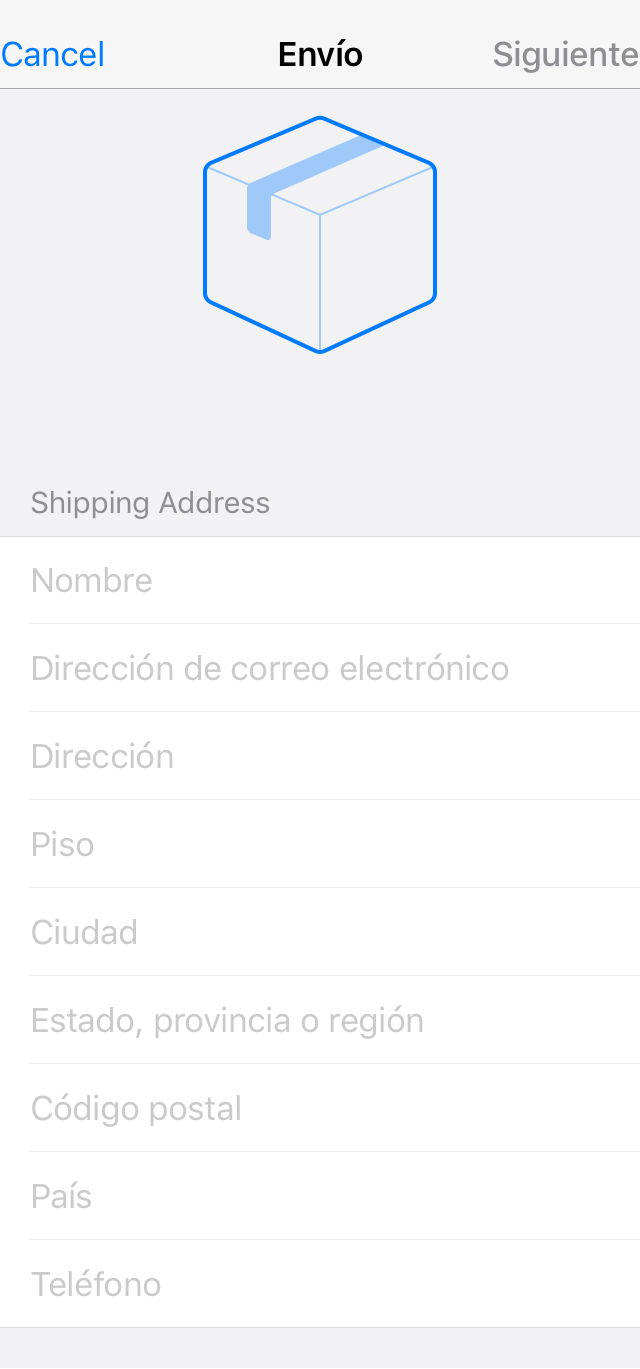 Cancel Envío Siguiente
Shipping Address
Nombre
Dirección de correo electrónico
Dirección
Piso
Ciudad
Estado, provincia o región
Código postal
País
Teléfono